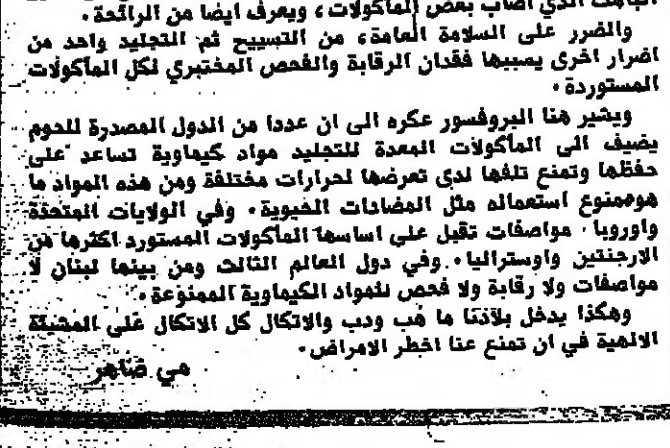 الباهت الذي اصاب بعض المأكولات، ويعرف ايضا من الرائحة.
والضرر على السلامة العامة، من التسييح ثم التجليد واحد من
اضرار اخرى يسببها فقدان الرقابة والفحص المختبري لكل المأكولات
المستوردة.
ويشير هنا البروفسور عكره الى ان عددا من الدول المصدرة للحوم
يضيف الى المأكولات المعدة للتجليد مواد كيماوية تساعد على
حفظها وتمنع تلفها لدى تعرضها لحرارات مختلفة ومن هذه المواد ما
هوممنوع استعماله مثل المضادات الحيوية. وفي الولايات المتحدة
واوروبا مواصفات تقبل على اساسها المأكولات المستورد اكثرها من
الارجنتين واوستراليا. وفي دول العالم الثالث ومن بينها لبنان لا
مواصفات ولا رقابة ولا فحص للمواد الكيماوية الممنوعة.
وهكذا يدخل بلادنا ما هب ودب والاتكال كل الاتكال على المشيئة
الالهية في ان تمنع عنا اخطر الامراض.
مي ضاهر